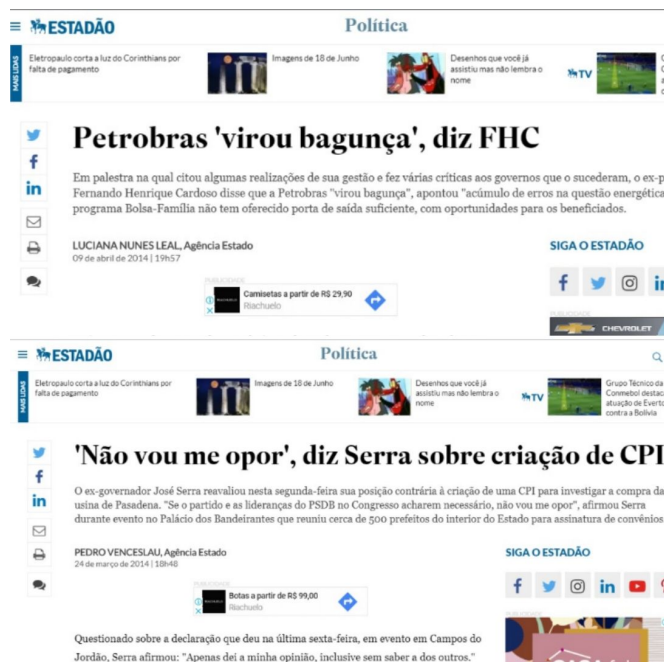 ESTADÃO
Política
MAIS LIDAS
Eletropaulo corta a luz do Corinthians por
falta de pagamento
Imagens de 18 de Junho
Desenhos que você já
assistiu mas não lembra o
nome
TV
Petrobras 'virou bagunça', diz FHC
Em palestra na qual citou algumas realizações de sua gestão e fez várias críticas aos governos que o sucederam, o ex-p
Fernando Henrique Cardoso disse que a Petrobras "virou bagunça", apontou "acúmulo de erros na questão energética
programa Bolsa-Família não tem oferecido porta de saída suficiente, com oportunidades para os beneficiados.
LUCIANA NUNES LEAL, Agência Estado
09 de abril de 2014 | 19h57
SIGA O ESTADÃO
PUBLICIDADE
Camisetas a partir de R$ 29,90
Riachuelo
PUBLICIDADE
CHEVROLET
ESTADÃO
Política
MAIS LIDAS
Eletropaulo corta a luz do Corinthians por
falta de pagamento
Imagens de 18 de Junho
Desenhos que você já
assistiu mas não lembra o
nome
TV
Grupo Técnico da
Conmebol destaca
atuação de Everto
contra a Bolívia
'Não vou me opor', diz Serra sobre criação de CPI
O ex-governador José Serra reavaliou nesta segunda-feira sua posição contrária à criação de uma CPI para investigar a compra da
usina de Pasadena. "Se o partido e as lideranças do PSDB no Congresso acharem necessário, não vou me opor", afirmou Serra
durante evento no Palácio dos Bandeirantes que reuniu cerca de 500 prefeitos do interior do Estado para assinatura de convênios
PEDRO VENCESLAU, Agência Estado
24 de março de 2014 | 18h48
SIGA O ESTADÃO
PUBLICIDADE
Botas a partir de R$ 99,00
Riachuelo
PUBLICIDADE
Questionado sobre a declaração que deu na última sexta-feira, em evento em Campos do
Jordão, Serra afirmou: "Apenas dei a minha opinião, inclusive sem saber a dos outros."